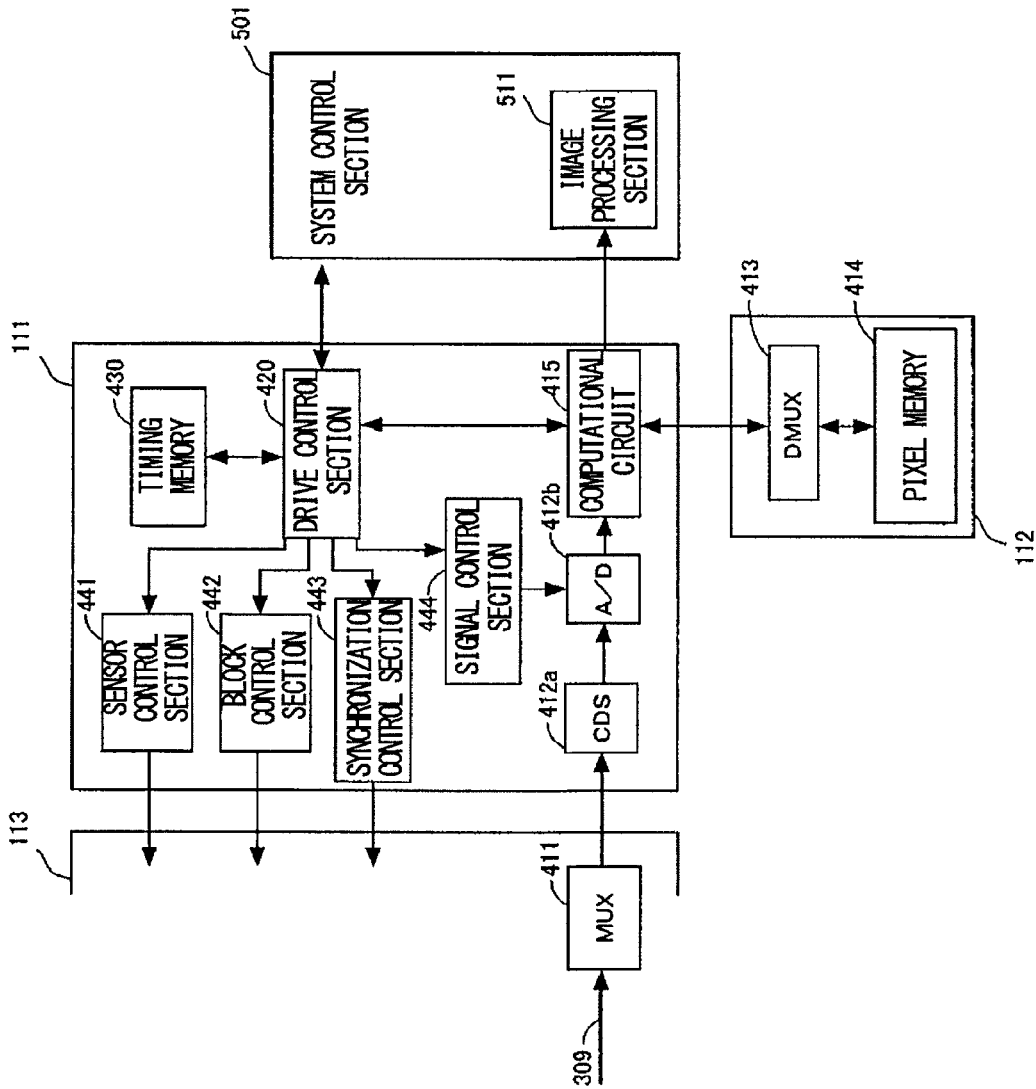 501
SYSTEM CONTROL
SECTION
511
IMAGE
PROCESSING
SECTION
111
430
TIMING
MEMORY
420
DRIVE CONTROL
SECTION
415
COMPUTATIONAL
CIRCUIT
413
DMUX
414
PIXEL MEMORY
112
441
SENSOR
CONTROL
SECTION
442
BLOCK
CONTROL
SECTION
443
SYNCHRONIZATION
CONTROL SECTION
444
SIGNAL CONTROL
SECTION
412b
A/D
412a
CDS
113
411
MUX
309